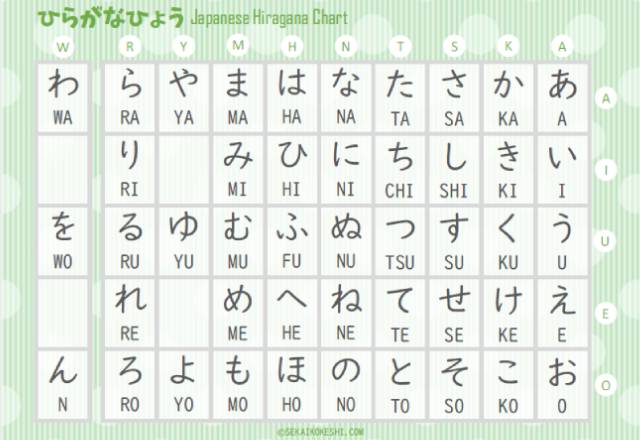 ひらがなひょう Japanese Hiragana Chart
W R Y M H N T S K A
わ ら や ま は な た さ か あ A
WA RA YA MA HA NA TA SA KA A
り み ひ に ち し き い I
RI MI HI NI CHI SHI KI I
を る ゆ む ふ ぬ つ す く う U
WO RU YU MU FU NU TSU SU KU U
れ め へ ね て せ け え E
RE ME HE NE TE SE KE E
ん ろ よ も ほ の と そ こ お O
N RO YO MO HO NO TO SO KO O
©SEKAIKOKESHI.COM